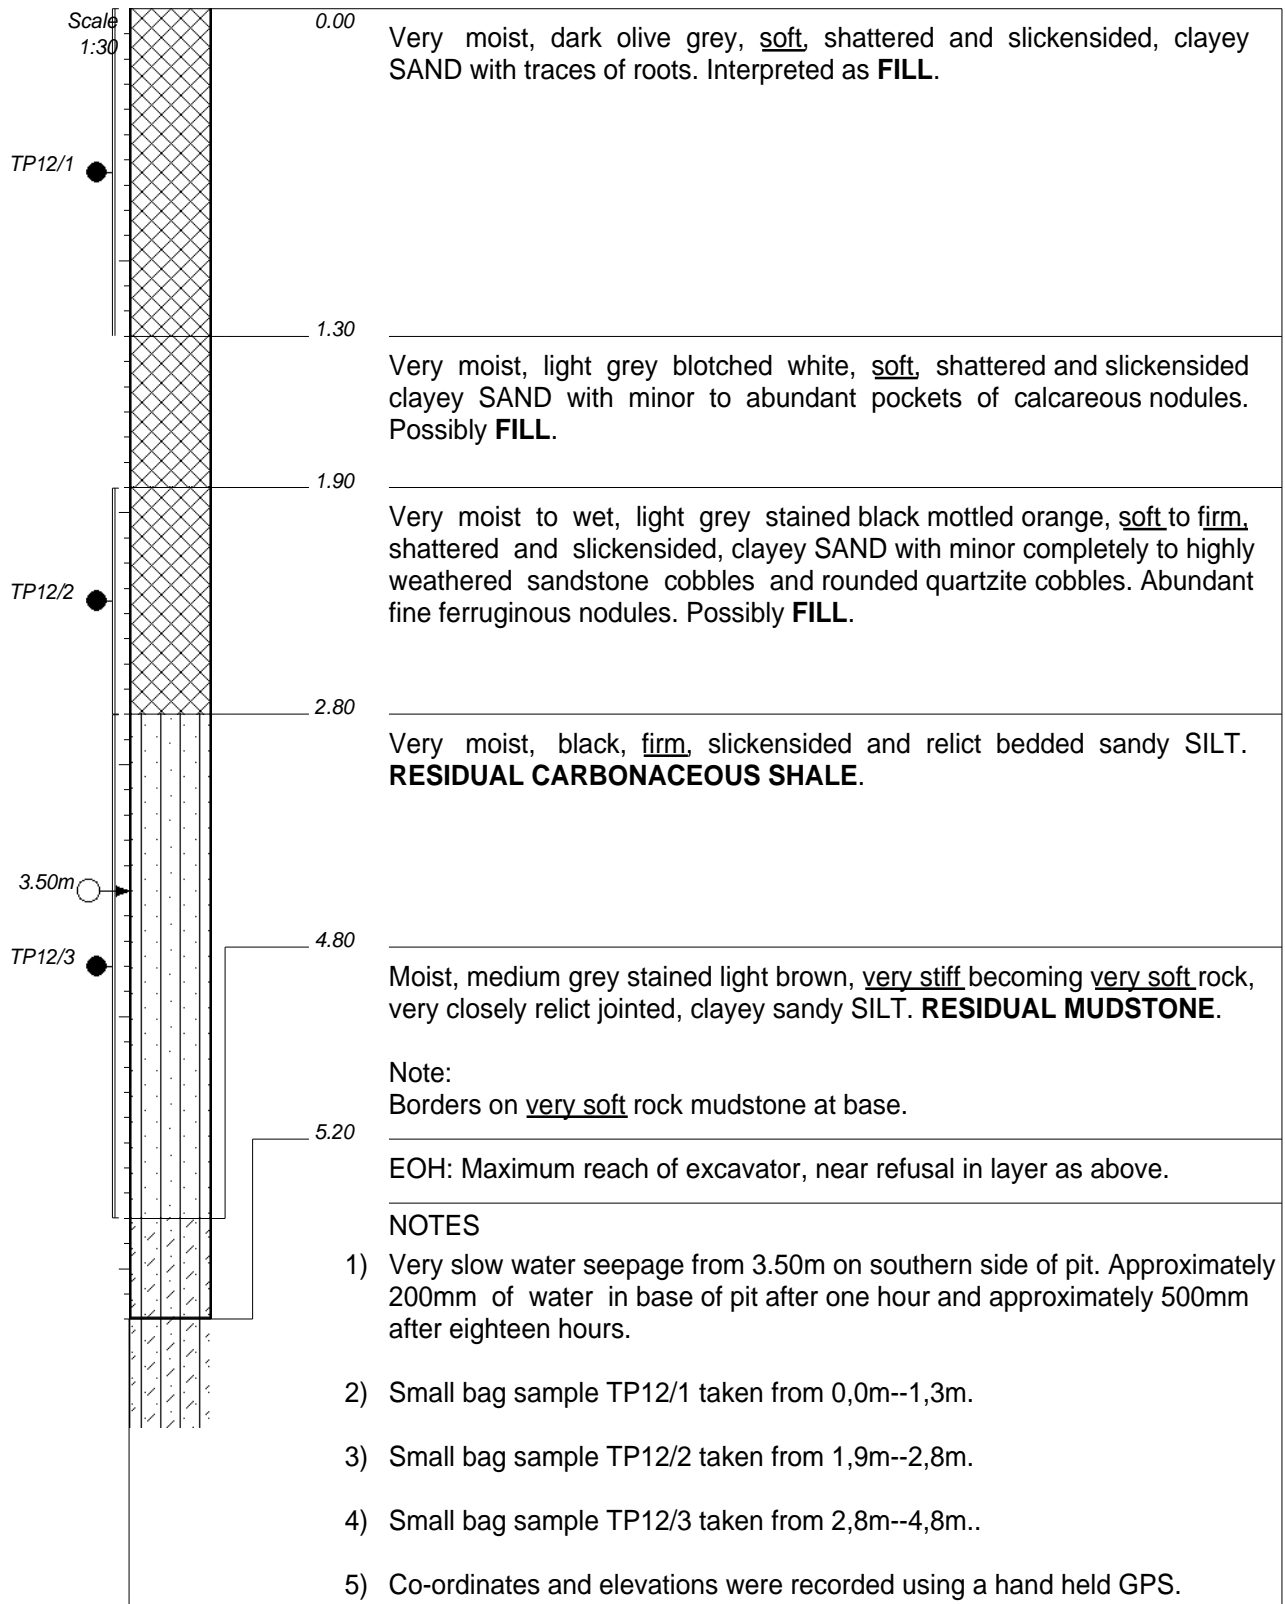 Scale
1:30
0.00
Very moist, dark olive grey, soft, shattered and slickensided, clayey
SAND with traces of roots. Interpreted as FILL.
TP12/1
1.30
Very moist, light grey blotched white, soft, shattered and slickensided
clayey SAND with minor to abundant pockets of calcareous nodules.
Possibly FILL.
1.90
Very moist to wet, light grey stained black mottled orange, soft to firm,
shattered and slickensided, clayey SAND with minor completely to highly
weathered sandstone cobbles and rounded quartzite cobbles. Abundant
fine ferruginous nodules. Possibly FILL.
TP12/2
2.80
Very moist, black, firm, slickensided and relict bedded sandy SILT.
RESIDUAL CARBONACEOUS SHALE.
3.50m
TP12/3
4.80
Moist, medium grey stained light brown, very stiff becoming very soft rock,
very closely relict jointed, clayey sandy SILT. RESIDUAL MUDSTONE.
Note:
Borders on very soft rock mudstone at base.
5.20
EOH: Maximum reach of excavator, near refusal in layer as above.
NOTES
1) Very slow water seepage from 3.50m on southern side of pit. Approximately
200mm of water in base of pit after one hour and approximately 500mm
after eighteen hours.
2) Small bag sample TP12/1 taken from 0,0m--1,3m.
3) Small bag sample TP12/2 taken from 1,9m--2,8m.
4) Small bag sample TP12/3 taken from 2,8m--4,8m..
5) Co-ordinates and elevations were recorded using a hand held GPS.